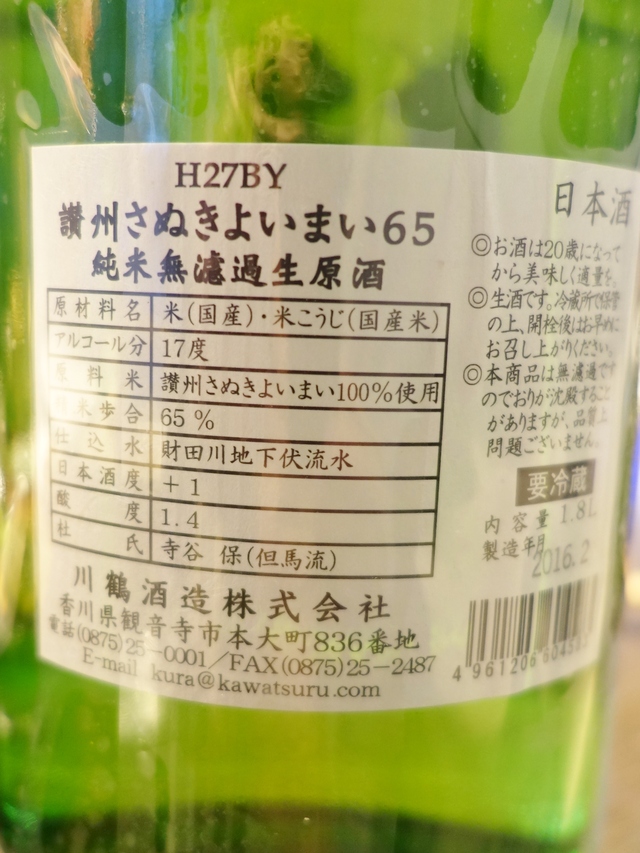 H27BY
讃州さぬきよいまい65
純米無濾過生原酒
原材料名 米(国産)・米こうじ(国産米)
アルコール分 17度
原料米 讃州さぬきよいまい100%使用
米歩合 65%
仕込水 財田川地下伏流水
日本酒度 +1
酸度 1.4
杜氏 寺谷 保(但馬流)
川鶴酒造株式会社
香川県観音寺市本大町836番地
電話(0875)25-0001/FAX(0875)25-2487
E-mail kura@kawatsuru.com
日本酒
◎お酒は20歳になって
から美味しく適量を。
◎生酒です。冷蔵所で
の上、開栓後はお早めに
お召し上がりください。
◎本商品は無濾過です
のでおりが沈殿すること
がありますが、品質上
問題ございません。
要冷蔵
内容量 1.8L
製造年月
2016.2
4 961206